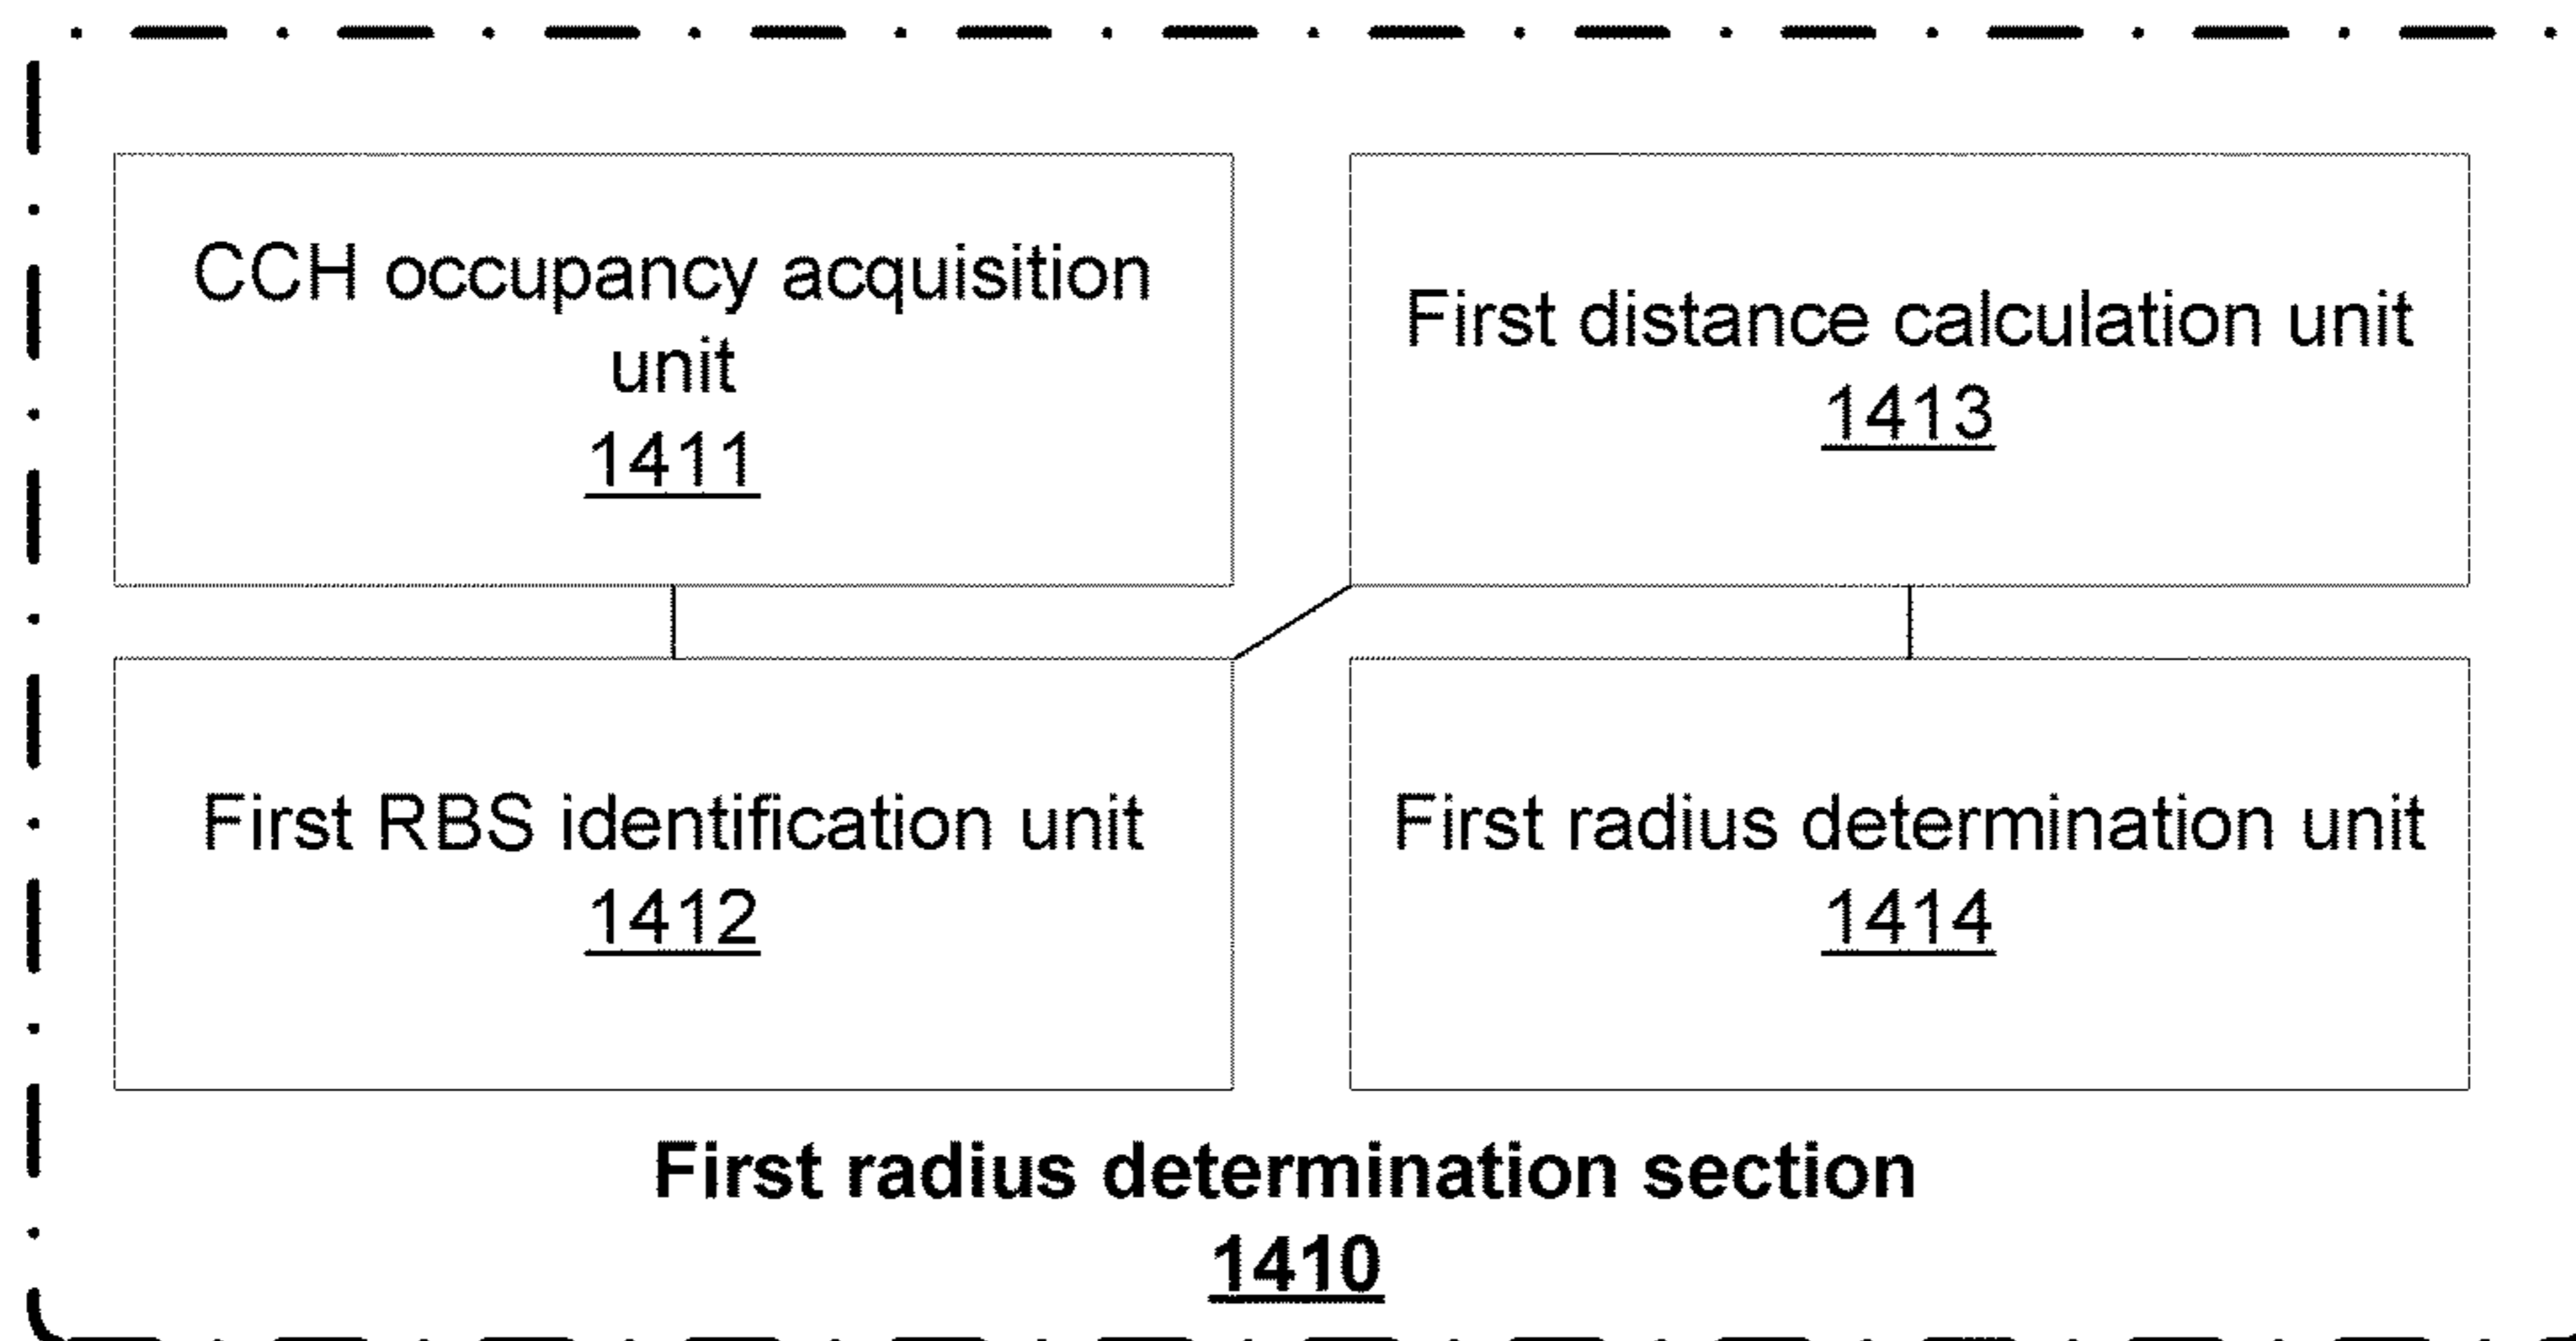 CCH occupancy acquisition
unit
1411
First distance calculation unit
1413
First RBS identification unit
1412
First radius determination unit
1414
First radius determination section
1410